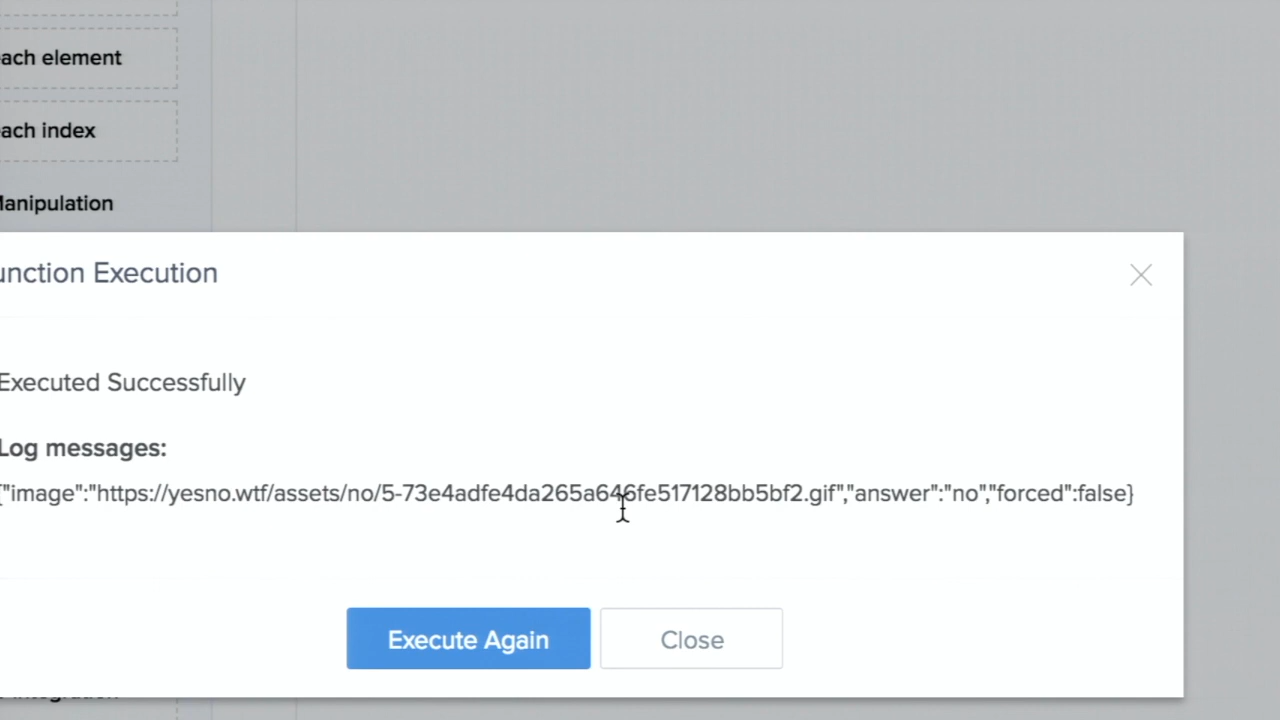 ach element
ach index
Manipulation
unction Execution
Executed Successfully
Log messages:
{"image":"https://yesno.wtf/assets/no/5-73e4adfe4da265a646fe517128bb5bf2.gif","answer":"no","forced":false}
Execute Again
Close